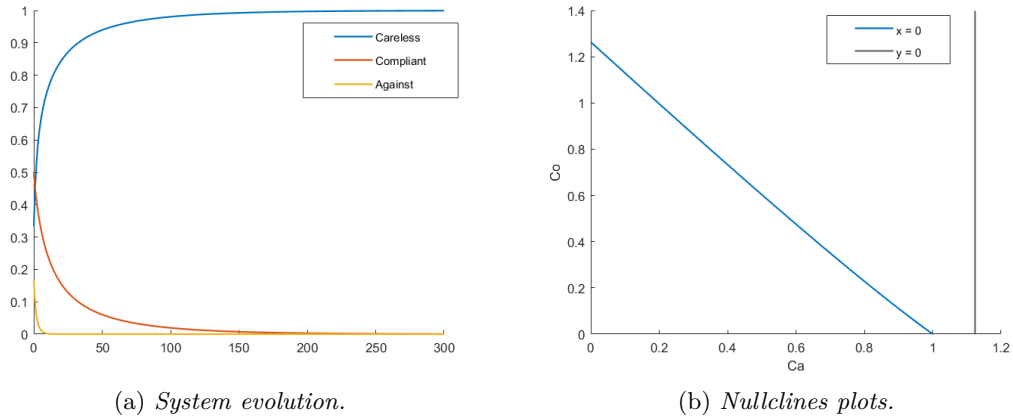 1
0.9
0.8
0.7
0.6
0.5
0.4
0.3
0.2
0.1
0
0 50 100 150 200 250 300
Careless
Compliant
Against
(a) System evolution.
1.4
1.2
1
0.8
0.6
0.4
0.2
0
Co
0 0.2 0.4 0.6 0.8 1 1.2
Ca
x = 0
y = 0
(b) Nullclines plots.